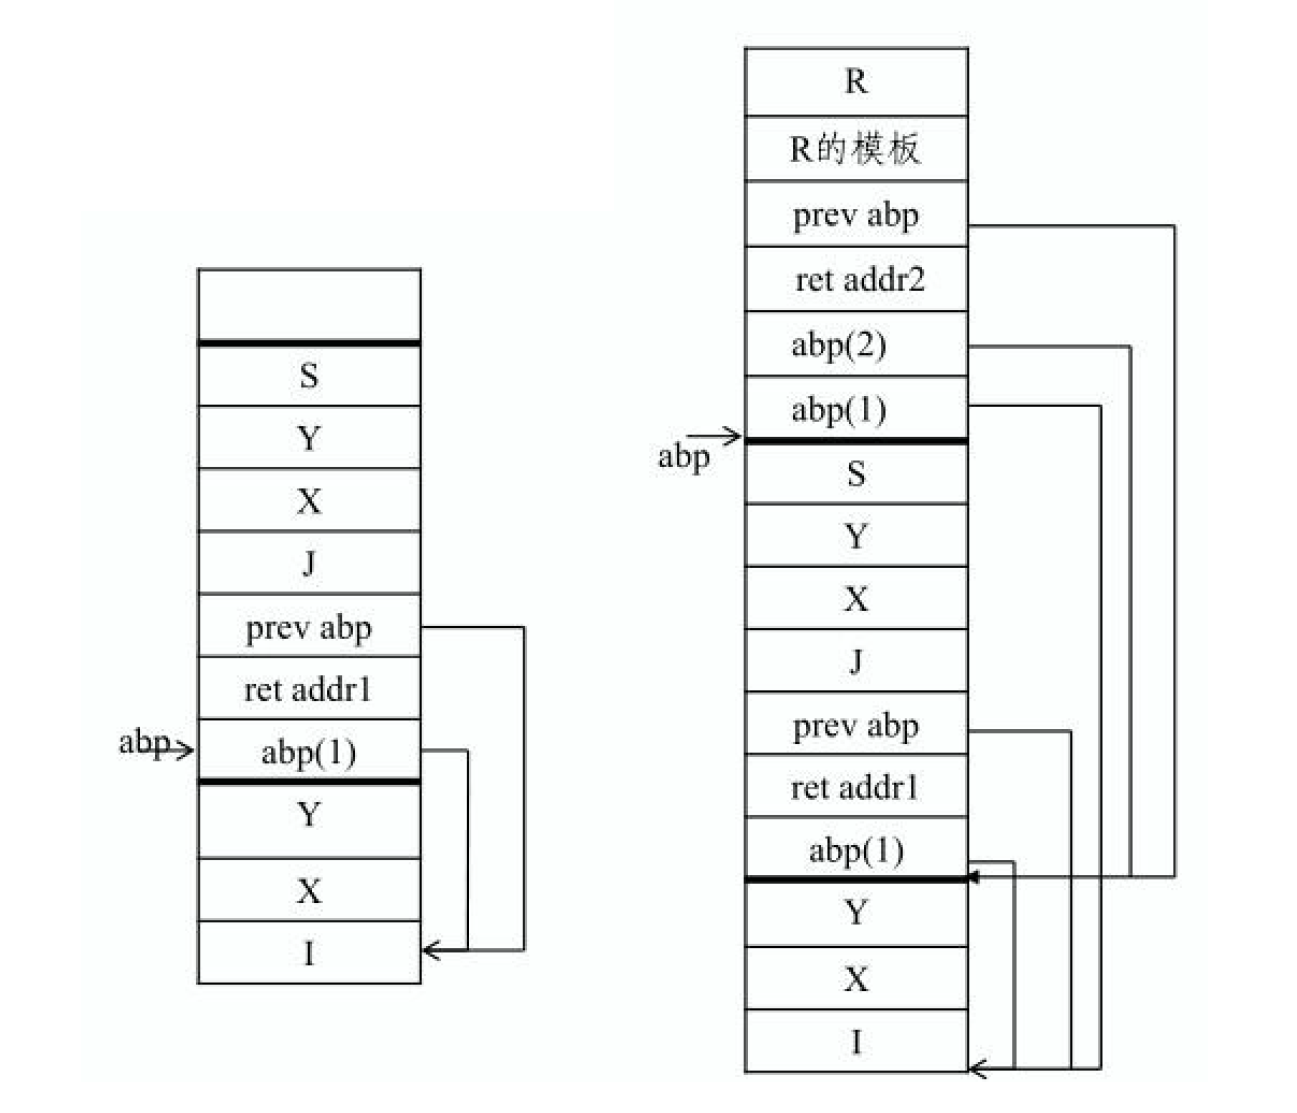 S
Y
X
J
prev abp
ret addr1
abp
abp(1)
Y
X
I
R
R的模板
prev abp
ret addr2
abp(2)
abp(1)
abp
S
Y
X
J
prev abp
ret addr1
abp(1)
Y
X
I